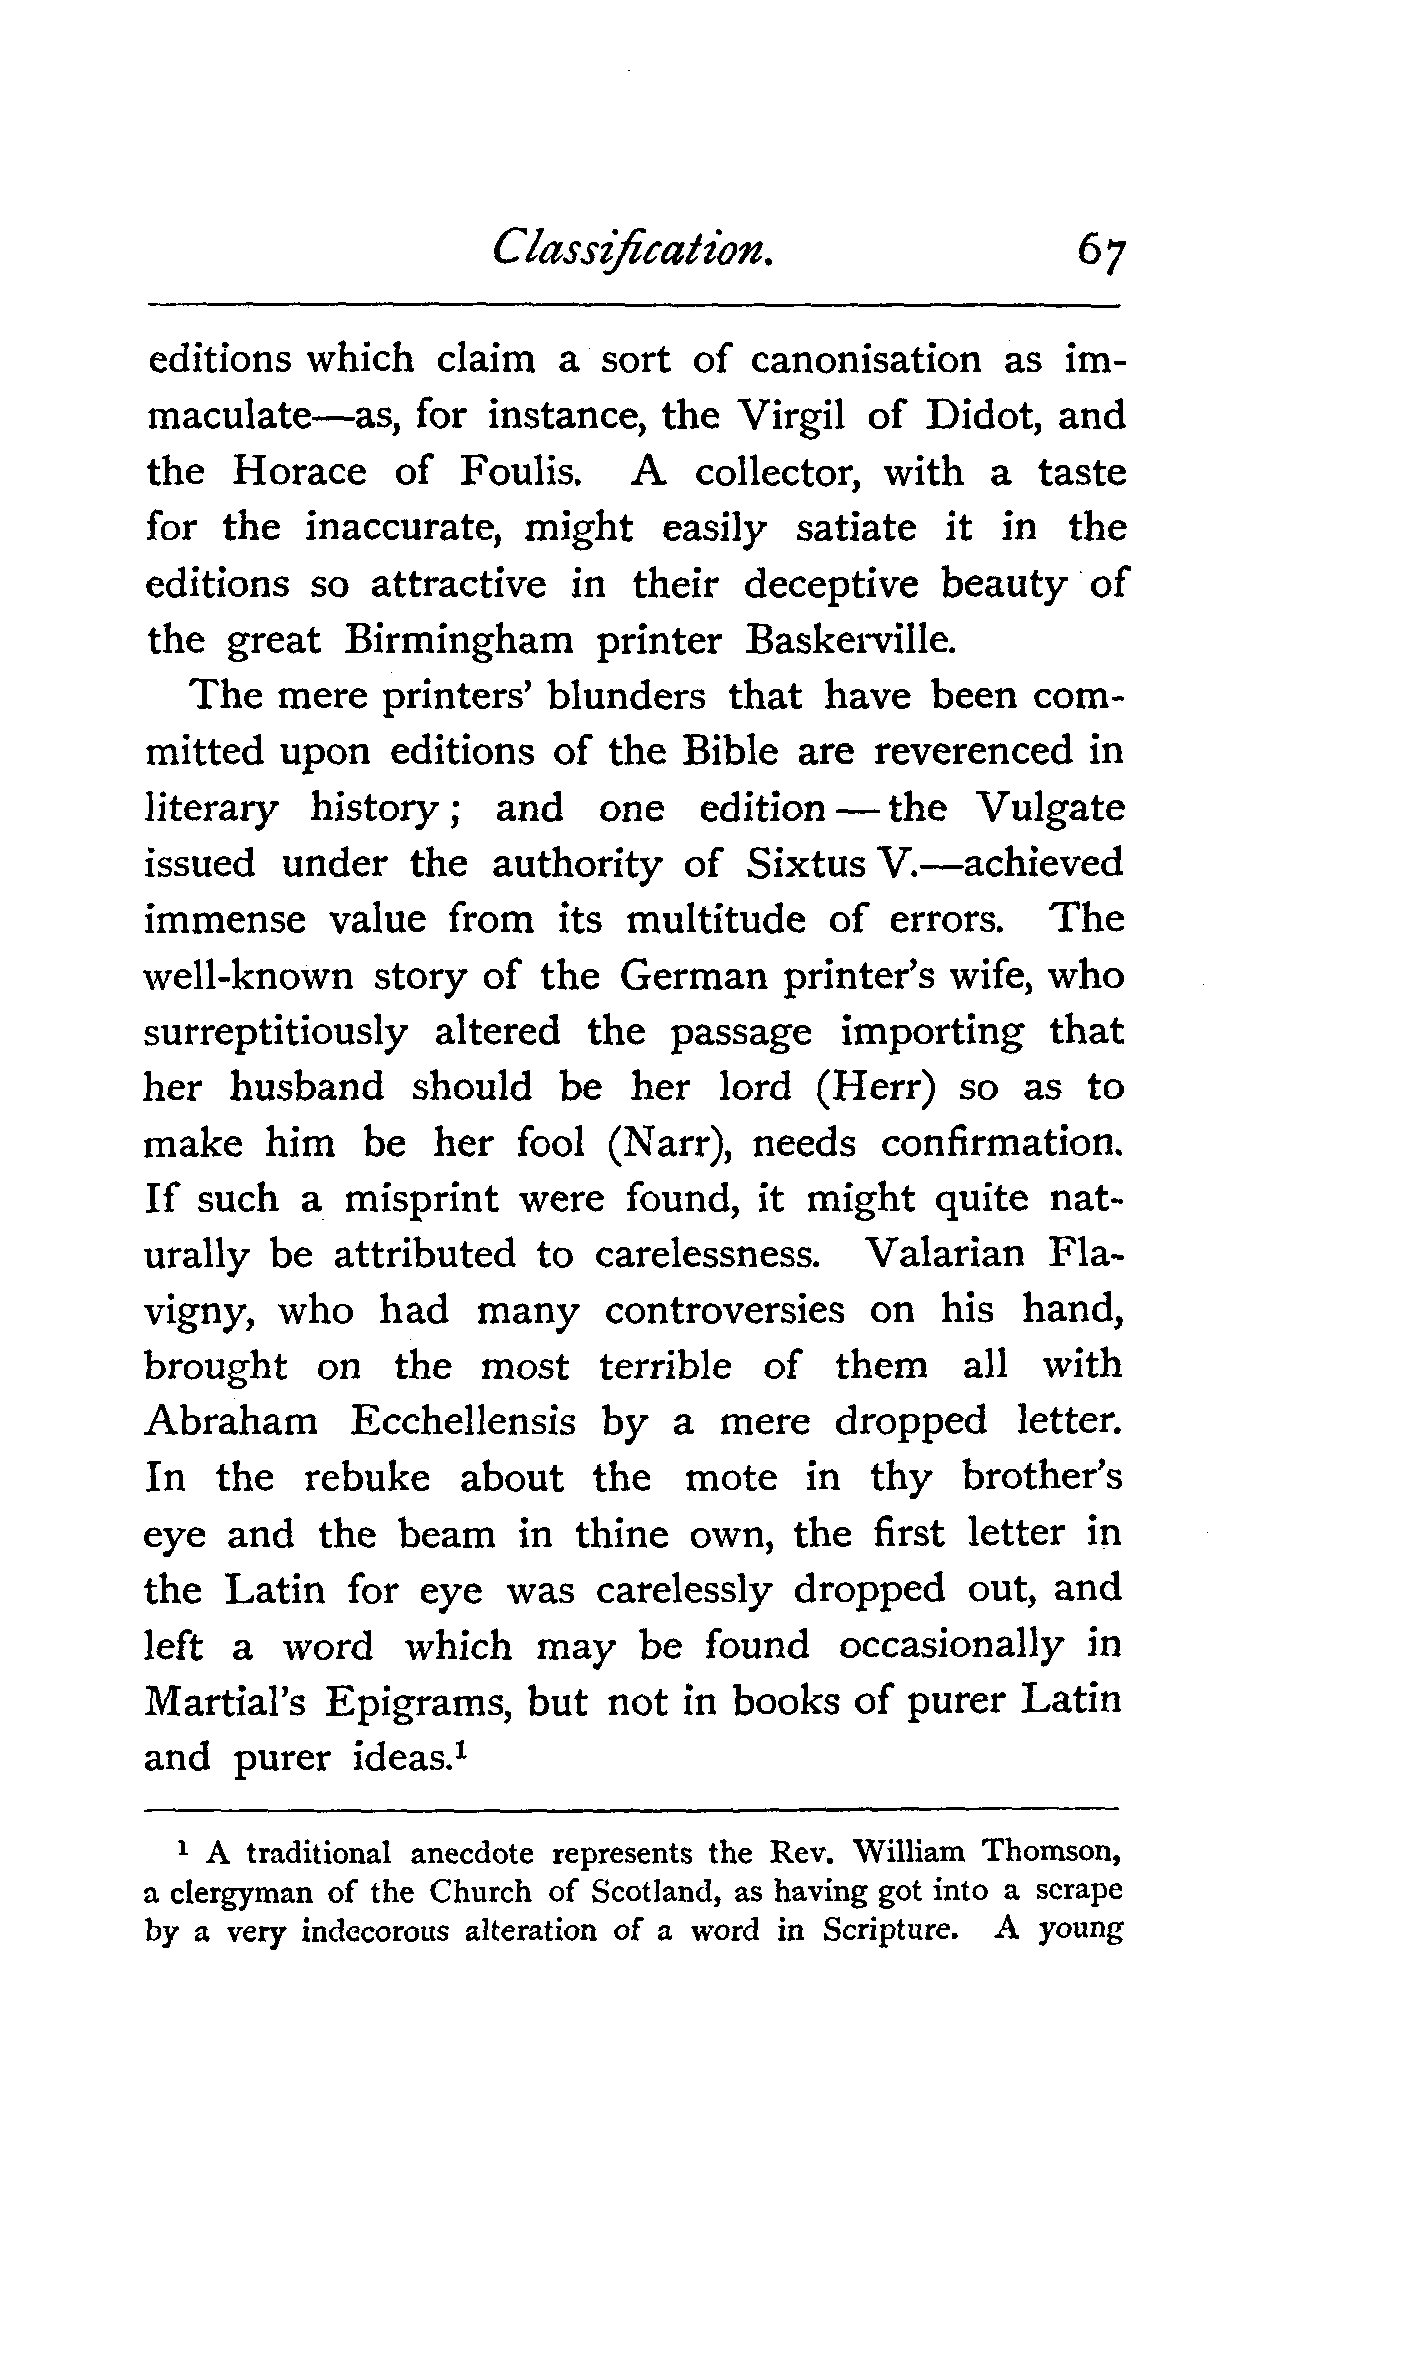 Classification. 67
editions which claim a sort of canonisation as im-
maculate—as, for instance, the Virgil of Didot, and
the Horace of Foulis. A collector, with a taste
for the inaccurate, might easily satiate it in the
editions so attractive in their deceptive beauty of
the great Birmingham printer Baskerville.
The mere printers' blunders that have been com-
mitted upon editions of the Bible are reverenced in
literary history; and one edition — the Vulgate
issued under the authority of Sixtus V.—achieved
immense value from its multitude of errors. The
well-known story of the German printer's wife, who
surreptitiously altered the passage importing that
her husband should be her lord (Herr) so as to
make him be her fool (Narr), needs confirmation.
If such a misprint were found, it might quite nat-
urally be attributed to carelessness. Valarian Fla-
vigny, who had many controversies on his hand,
brought on the most terrible of them all with
Abraham Ecchellensis by a mere dropped letter.
In the rebuke about the mote in thy brother's
eye and the beam in thine own, the first letter in
the Latin for eye was carelessly dropped out, and
left a word which may be found occasionally in
Martial's Epigrams, but not in books of purer Latin
and purer ideas.¹
¹ A traditional anecdote represents the Rev. William Thomson,
a clergyman of the Church of Scotland, as having got into a scrape
by a very indecorous alteration of a word in Scripture. A young